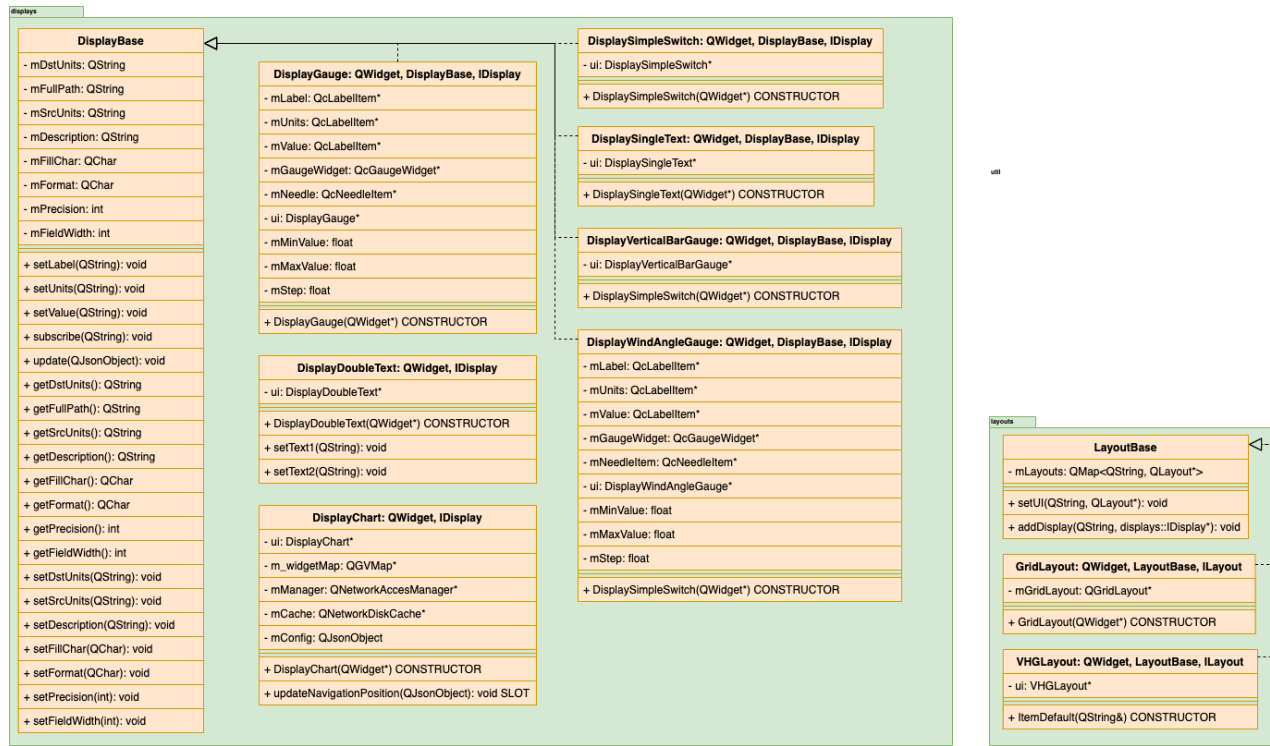 displays
DisplayBase
- mDstUnits: QString
- mFullPath: QString
- mSrcUnits: QString
- mDescription: QString
- mFillChar: QChar
- mFormat: QChar
- mPrecision: int
- mFieldWidth: int
+ setLabel(QString): void
+ setUnits(QString): void
+ setValue(QString): void
+ subscribe(QString): void
+ update(QJsonObject): void
+ getDstUnits(): QString
+ getFullPath(): QString
+ getSrcUnits(): QString
+ getDescription(): QString
+ getFillChar(): QChar
+ getFormat(): QChar
+ getPrecision(): int
+ getFieldWidth(): int
+ setDstUnits(QString): void
+ setSrcUnits(QString): void
+ setDescription(QString): void
+ setFillChar(QChar): void
+ setFormat(QChar): void
+ setPrecision(int): void
+ setFieldWidth(int): void
DisplayGauge: QWidget, DisplayBase, IDisplay
- mLabel: QcLabelItem*
- mUnits: QcLabelItem*
- mValue: QcLabelItem*
- mGaugeWidget: QcGaugeWidget*
- mNeedle: QcNeedleItem*
- ui: DisplayGauge*
- mMinValue: float
- mMaxValue: float
- mStep: float
+ DisplayGauge(QWidget*) CONSTRUCTOR
DisplayDoubleText: QWidget, IDisplay
- ui: DisplayDoubleText*
+ DisplayDoubleText(QWidget*) CONSTRUCTOR
+ setText1(QString): void
+ setText2(QString): void
DisplayChart: QWidget, IDisplay
- ui: DisplayChart*
- m_widgetMap: QGVMap*
- mManager: QNetworkAccesManager*
- mCache: QNetworkDiskCache*
- mConfig: QJsonObject
+ DisplayChart(QWidget*) CONSTRUCTOR
+ updateNavigationPosition(QJsonObject): void SLOT
DisplaySimpleSwitch: QWidget, DisplayBase, IDisplay
- ui: DisplaySimpleSwitch*
+ DisplaySimpleSwitch(QWidget*) CONSTRUCTOR
DisplaySingleText: QWidget, DisplayBase, IDisplay
- ui: DisplaySingleText*
+ DisplaySingleText(QWidget*) CONSTRUCTOR
DisplayVerticalBarGauge: QWidget, DisplayBase, IDisplay
- ui: DisplayVerticalBarGauge*
+ DisplaySimpleSwitch(QWidget*) CONSTRUCTOR
DisplayWindAngleGauge: QWidget, DisplayBase, IDisplay
- mLabel: QcLabelItem*
- mUnits: QcLabelItem*
- mValue: QcLabelItem*
- mGaugeWidget: QcGaugeWidget*
- mNeedleItem: QcNeedleItem*
- ui: DisplayWindAngleGauge*
- mMinValue: float
- mMaxValue: float
- mStep: float
+ DisplaySimpleSwitch(QWidget*) CONSTRUCTOR
util
layouts
LayoutBase
- mLayouts: QMap<QString, QLayout*>
+ setUI(QString, QLayout*): void
+ addDisplay(QString, displays::IDisplay*): void
GridLayout: QWidget, LayoutBase, ILayout
- mGridLayout: QGridLayout*
+ GridLayout(QWidget*) CONSTRUCTOR
VHGLayout: QWidget, LayoutBase, ILayout
- ui: VHGLayout*
+ ItemDefault(QString&) CONSTRUCTOR